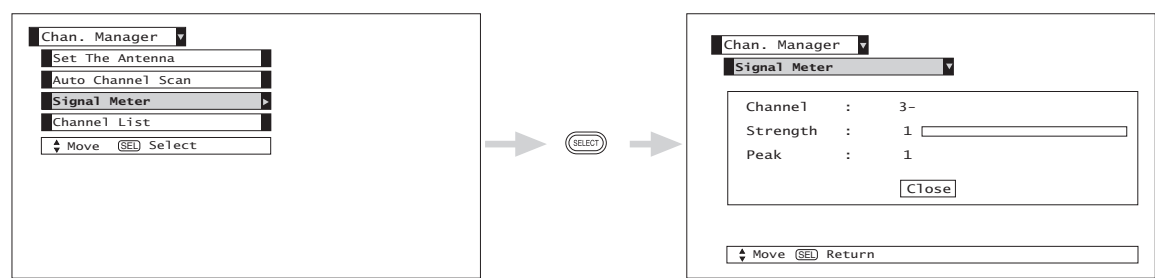 Chan. Manager
Set The Antenna
Auto Channel Scan
Signal Meter
Channel List
Move SEL Select
SELECT
Chan. Manager
Signal Meter
Channel : 3-
Strength : 1
Peak : 1
Close
Move SEL Return